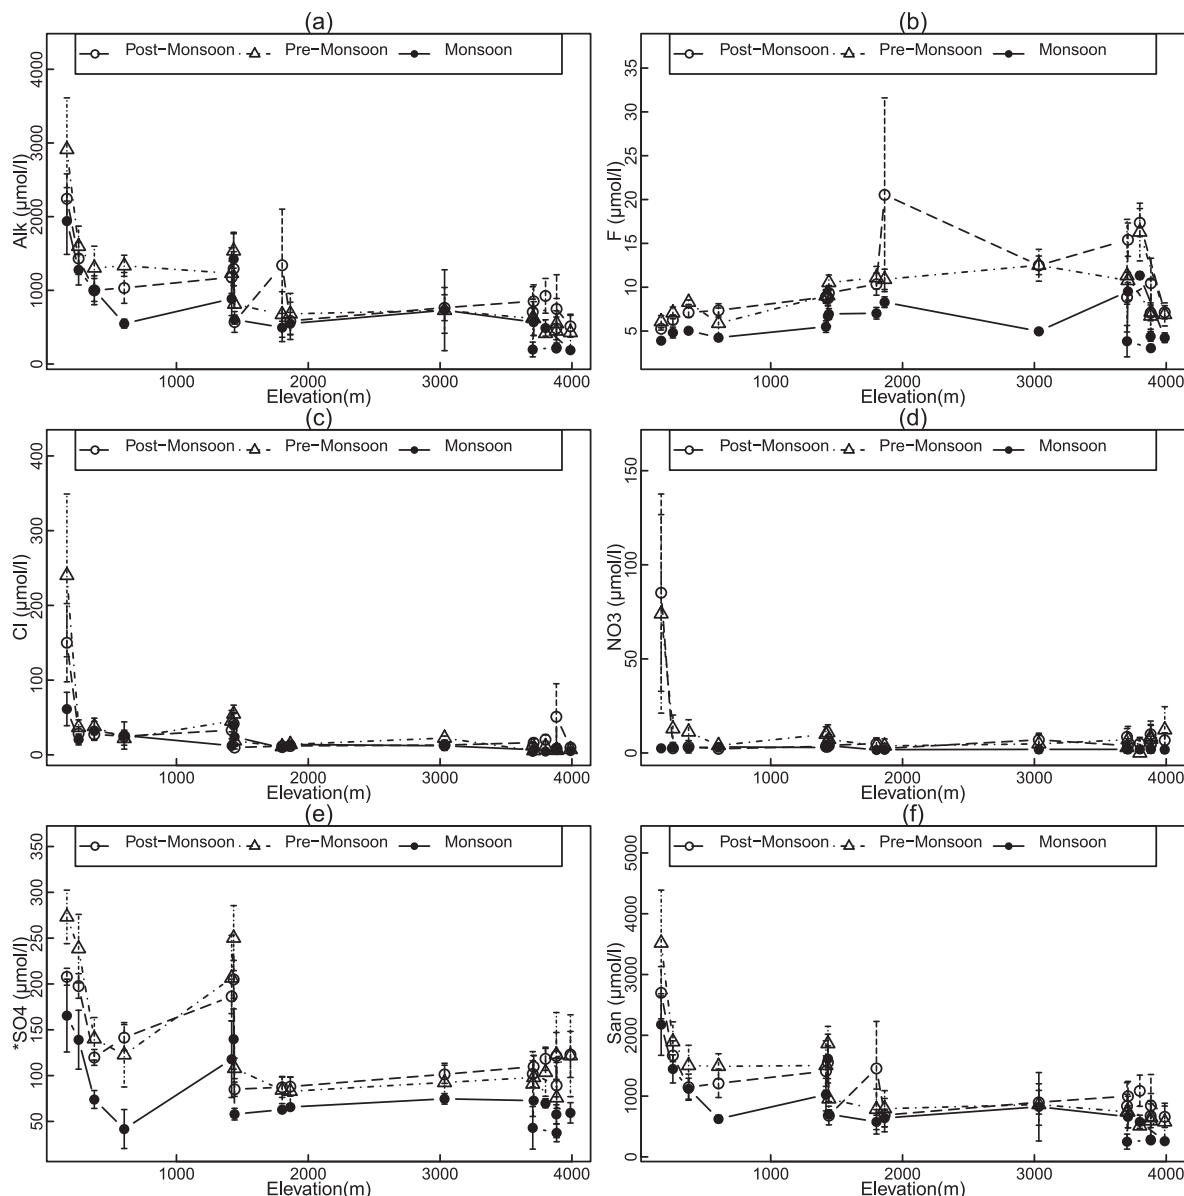 (a)
Post−Monsoon Pre−Monsoon Monsoon
Alk (µmol/l)
0 1000 2000 3000 4000
1000 2000 3000 4000
Elevation(m)
(b)
Post−Monsoon Pre−Monsoon Monsoon
F (µmol/l)
5 10 15 20 25 30 35
1000 2000 3000 4000
Elevation(m)
(c)
Post−Monsoon Pre−Monsoon Monsoon
Cl (µmol/l)
0 100 200 300 400
1000 2000 3000 4000
Elevation(m)
(d)
Post−Monsoon Pre−Monsoon Monsoon
NO3 (µmol/l)
0 50 100 150
1000 2000 3000 4000
Elevation(m)
(e)
Post−Monsoon Pre−Monsoon Monsoon
*SO4 (µmol/l)
50 100 150 200 250 300 350
1000 2000 3000 4000
Elevation(m)
(f)
Post−Monsoon Pre−Monsoon Monsoon
San (µmol/l)
0 1000 2000 3000 4000 5000
1000 2000 3000 4000
Elevation(m)